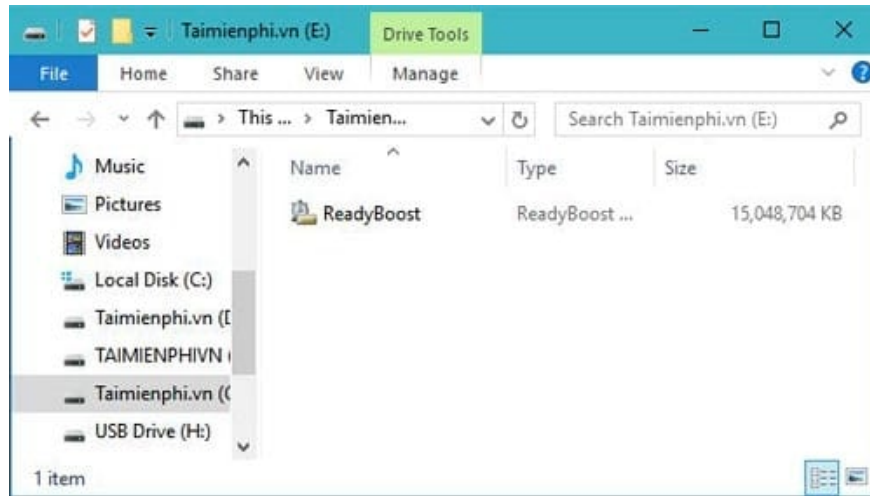 Taimienphi.vn (E:)
Drive Tools
File Home Share View Manage
This ... > Taimien...
Search Taimienphi.vn (E:)
Name Type Size
Music
Pictures
Videos
Local Disk (C:)
Taimienphi.vn (
TAIMIENPHIVN (
Taimienphi.vn (
USB Drive (H:)
ReadyBoost ReadyBoost ... 15,048,704 KB
1 item